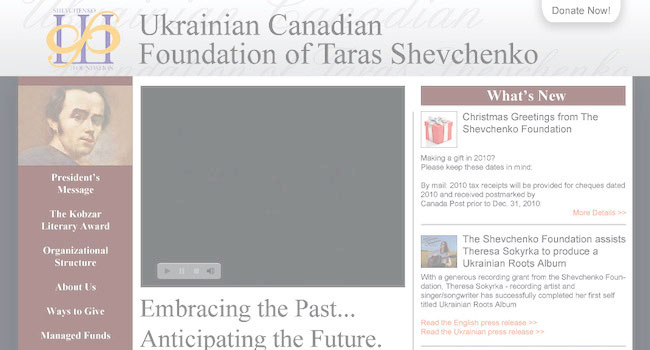 SHEVCHENKO
FOUNDATION
Ukrainian Canadian
Foundation of Taras Shevchenko
Donate Now!
President's
Message
The Kobzar
Literary Award
Organizational
Structure
About Us
Ways to Give
Managed Funds
Embracing the Past...
Anticipating the Future.
What's New
Christmas Greetings from The
Shevchenko Foundation
Making a gift in 2010?
Please keep these dates in mind:
By mail: 2010 tax receipts will be provided for cheques dated
2010 and received postmarked by
Canada Post prior to Dec. 31, 2010.
More Details >>
The Shevchenko Foundation assists
Theresa Sokyrka to produce a
Ukrainian Roots Album
With a generous recording grant from the Shevchenko Foun-
dation, Theresa Sokyrka - recording artist and
singer/songwriter has successfully completed her first self
titled Ukrainian Roots Album
Read the English press release >>
Read the Ukrainian press release >>